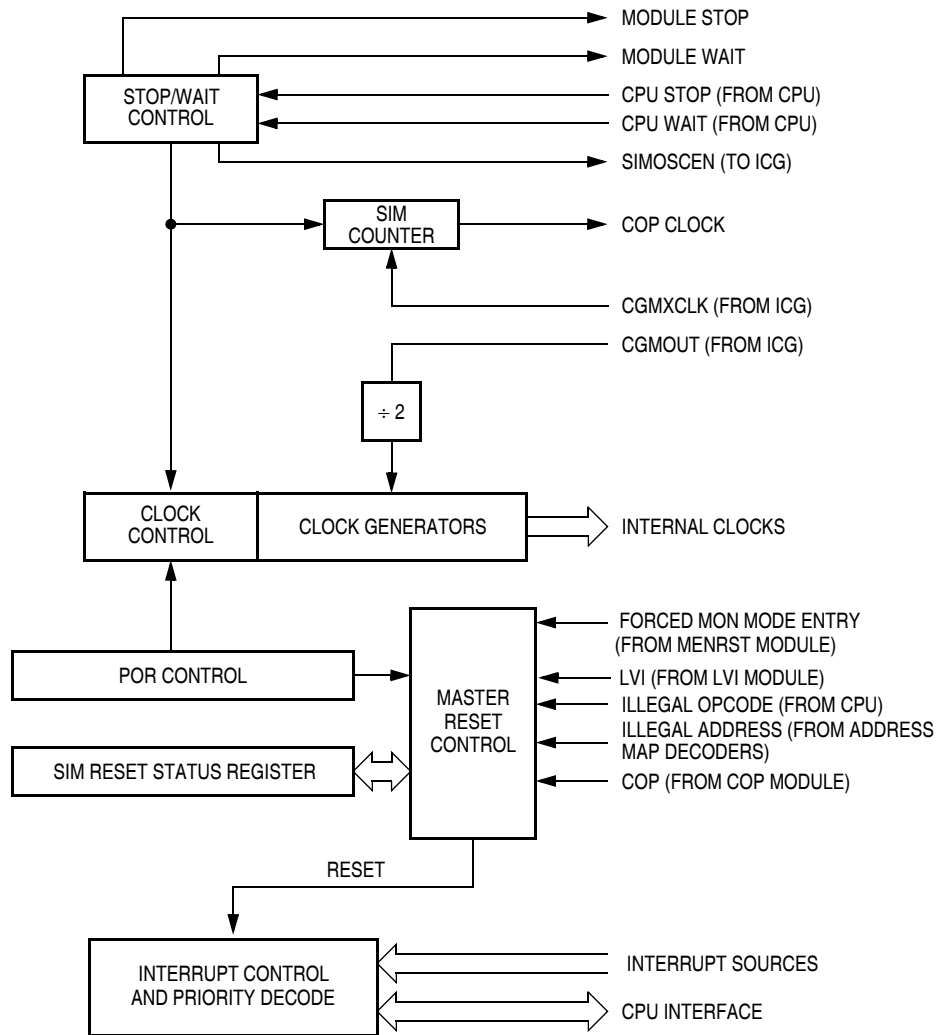 MODULE STOP
MODULE WAIT
STOP/WAIT
CONTROL
CPU STOP (FROM CPU)
CPU WAIT (FROM CPU)
SIMOSCEN (TO ICG)
SIM
COUNTER
COP CLOCK
CGMXCLK (FROM ICG)
CGMOUT (FROM ICG)
÷ 2
CLOCK
CONTROL
CLOCK GENERATORS
INTERNAL CLOCKS
FORCED MON MODE ENTRY
(FROM MENRST MODULE)
POR CONTROL
LVI (FROM LVI MODULE)
MASTER
RESET
CONTROL
ILLEGAL OPCODE (FROM CPU)
ILLEGAL ADDRESS (FROM ADDRESS
MAP DECODERS)
SIM RESET STATUS REGISTER
COP (FROM COP MODULE)
RESET
INTERRUPT CONTROL
AND PRIORITY DECODE
INTERRUPT SOURCES
CPU INTERFACE